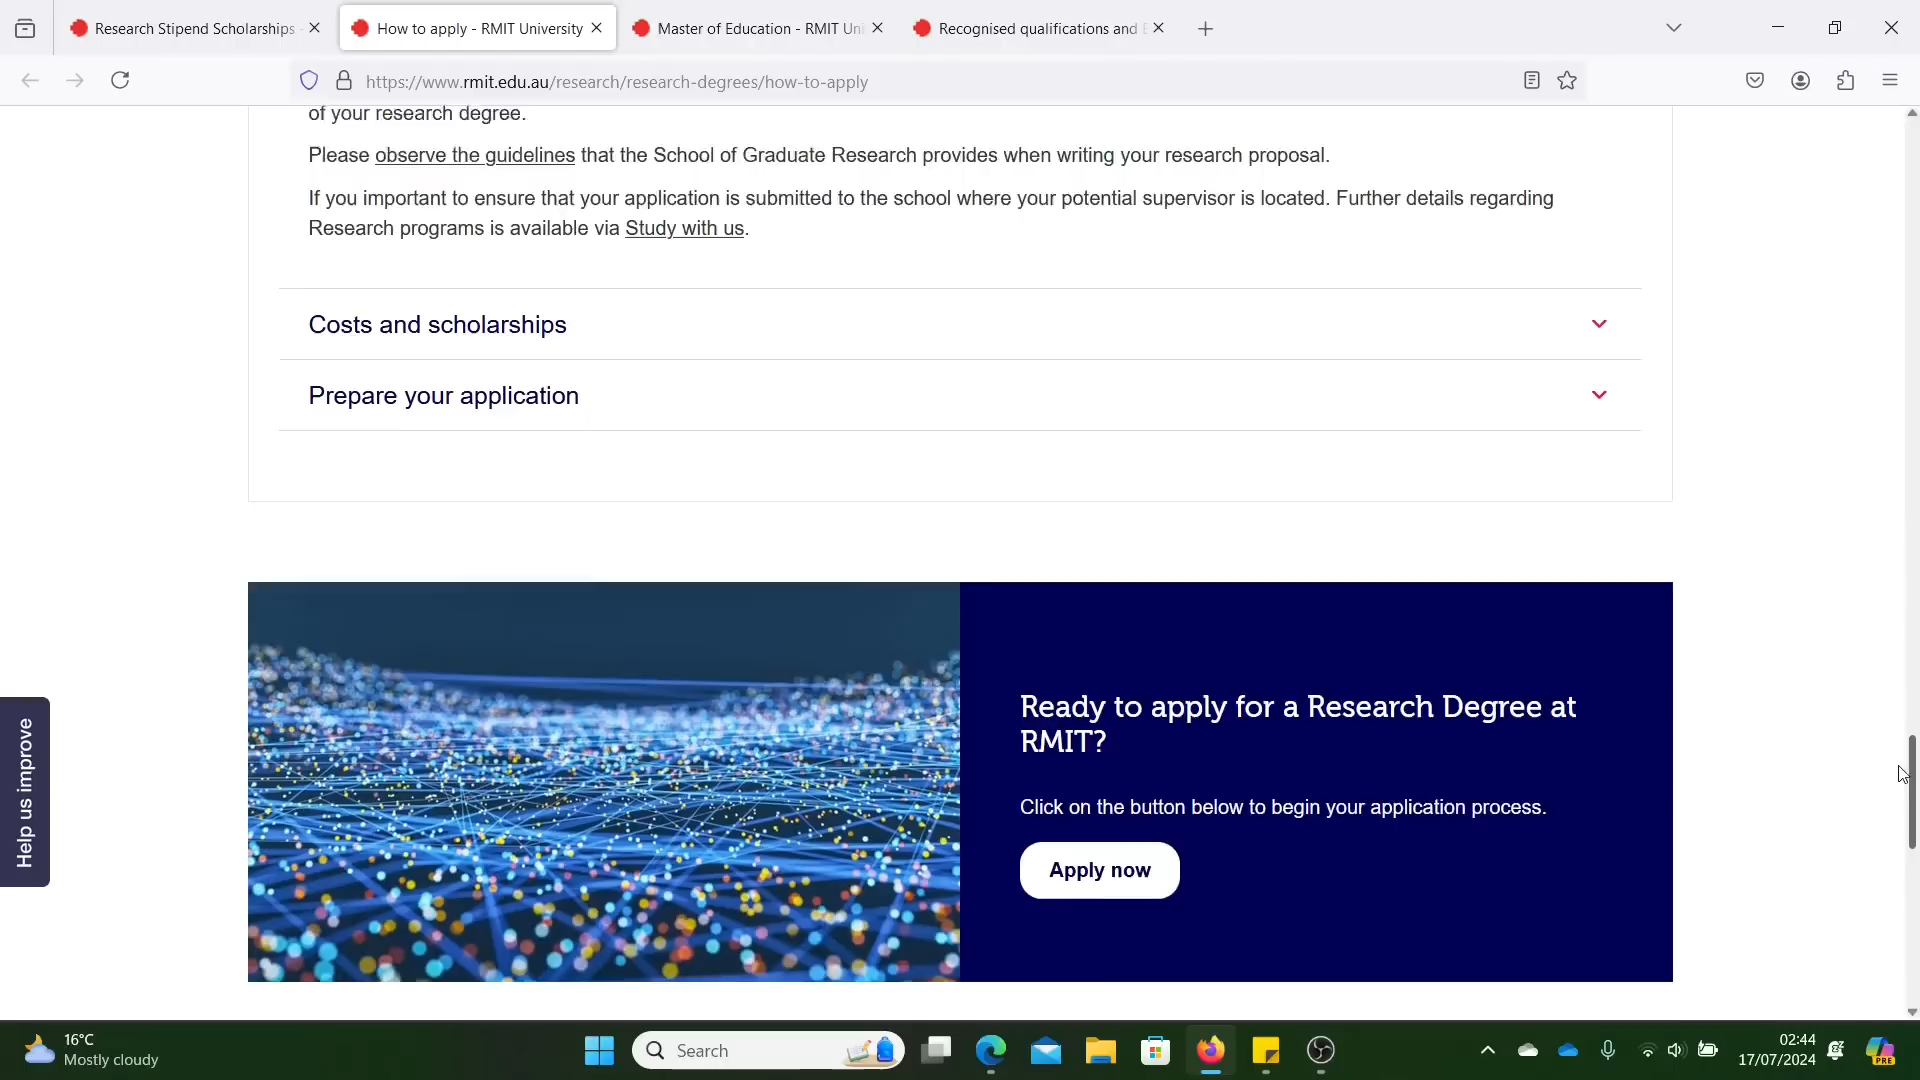 Research Stipend Scholarships -
How to apply - RMIT University
Master of Education - RMIT Uni
Recognised qualifications and E
https://www.rmit.edu.au/research/research-degrees/how-to-apply
of your research degree.
Please observe the guidelines that the School of Graduate Research provides when writing your research proposal.
If you important to ensure that your application is submitted to the school where your potential supervisor is located. Further details regarding
Research programs is available via Study with us.
Costs and scholarships
Prepare your application
Ready to apply for a Research Degree at
RMIT?
Click on the button below to begin your application process.
Apply now
Help us improve
16°C
Mostly cloudy
Search
02:44
17/07/2024
PRE